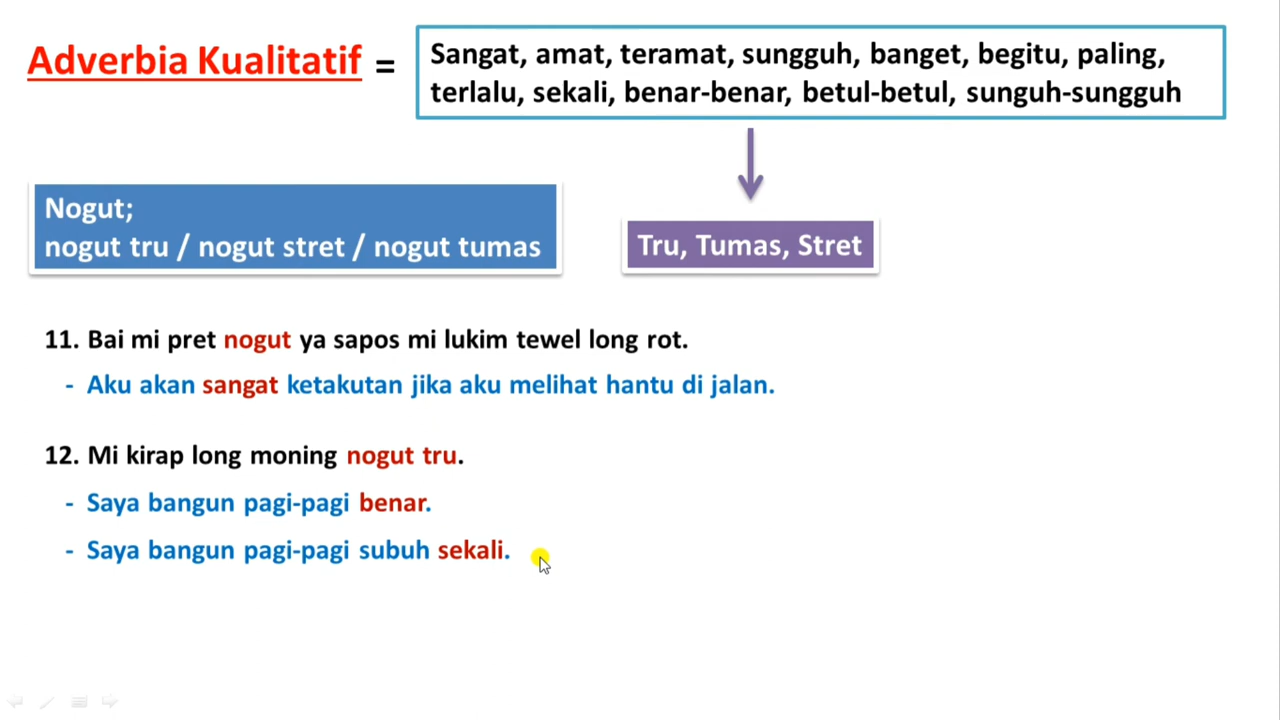 Adverbia Kualitatif =
Sangat, amat, teramat, sungguh, banget, begitu, paling,
terlalu, sekali, benar-benar, betul-betul, sunguh-sungguh
Nogut;
nogut tru / nogut stret / nogut tumas
Tru, Tumas, Stret
11. Bai mi pret nogut ya sapos mi lukim tewel long rot.
- Aku akan sangat ketakutan jika aku melihat hantu di jalan.
12. Mi kirap long moning nogut tru.
- Saya bangun pagi-pagi benar.
- Saya bangun pagi-pagi subuh sekali.